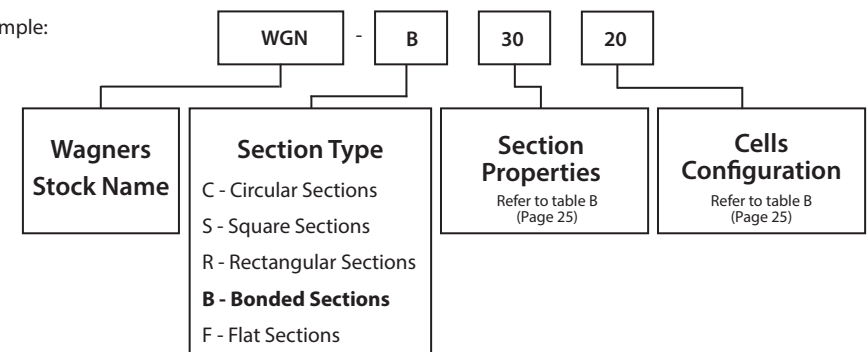 mple:
WGN - B 30 20
Wagners
Stock Name
Section Type
C - Circular Sections
S - Square Sections
R - Rectangular Sections
B - Bonded Sections
F - Flat Sections
Section
Properties
Refer to table B
(Page 25)
Cells
Configuration
Refer to table B
(Page 25)